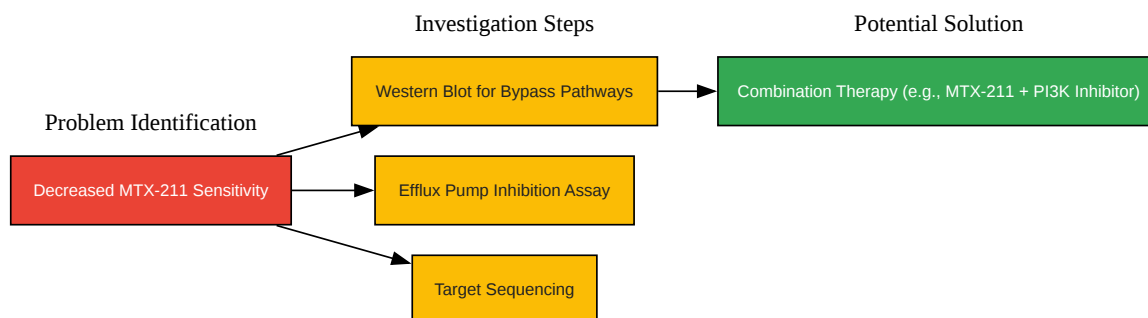 Investigation Steps
Potential Solution
Western Blot for Bypass Pathways
Combination Therapy (e.g., MTX-211 + PI3K Inhibitor)
Problem Identification
Decreased MTX-211 Sensitivity
Efflux Pump Inhibition Assay
Target Sequencing